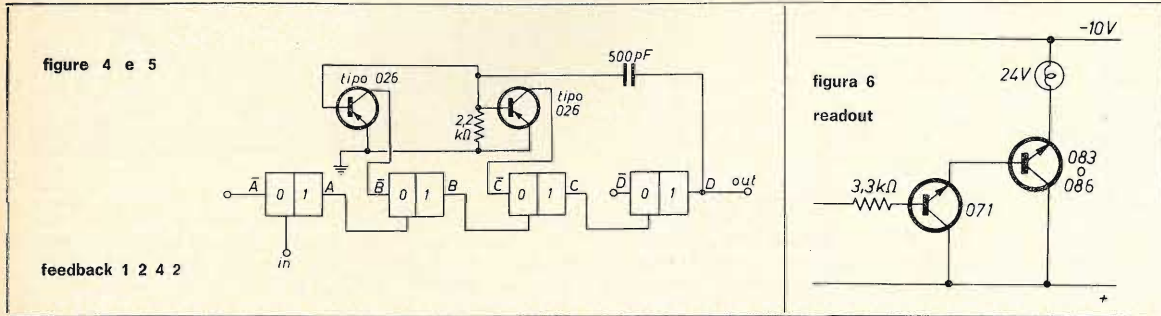 figure 4 e 5
tipo 026
500pF
tipo
026
2,2
kΩ
Ā 0 1 A B̄ 0 1 B C̄ 0 1 C D̄ 0 1 D out
in
feedback 1 2 4 2
-10V
24V
figura 6
readout
083
o
086
3,3kΩ
071
+